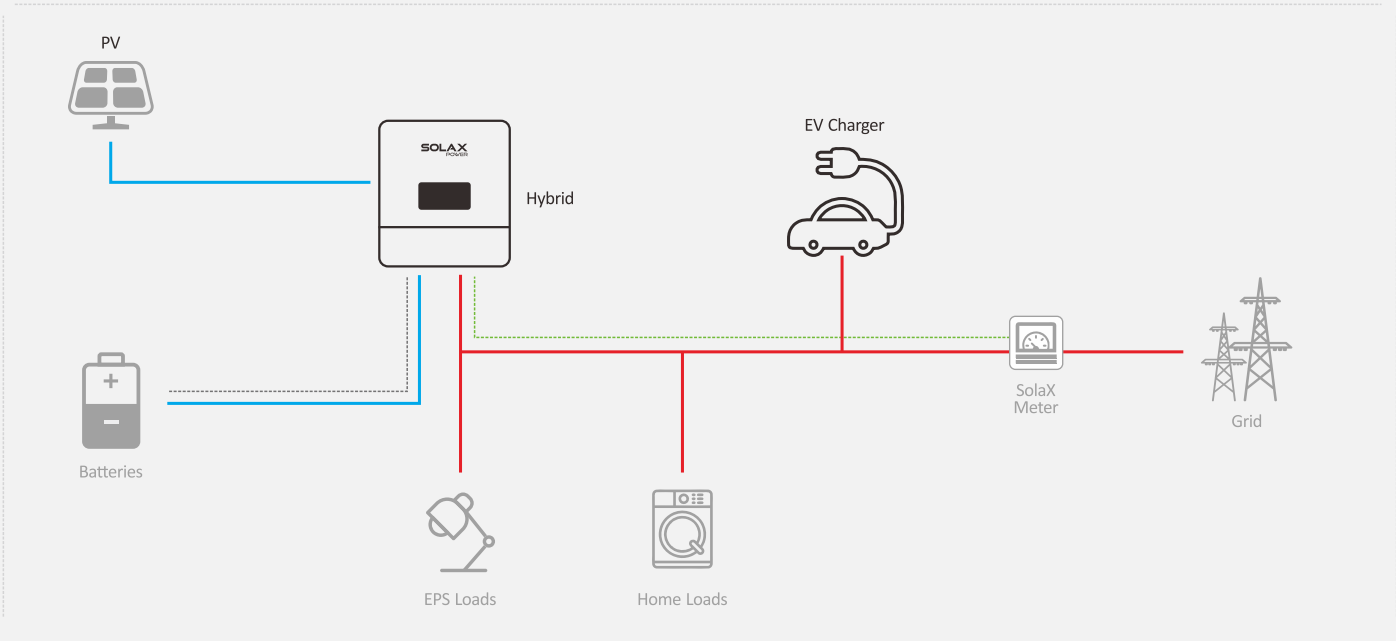 PV
SOLAX
POWER
Hybrid
EV Charger
SolaX
Meter
Grid
Batteries
EPS Loads
Home Loads